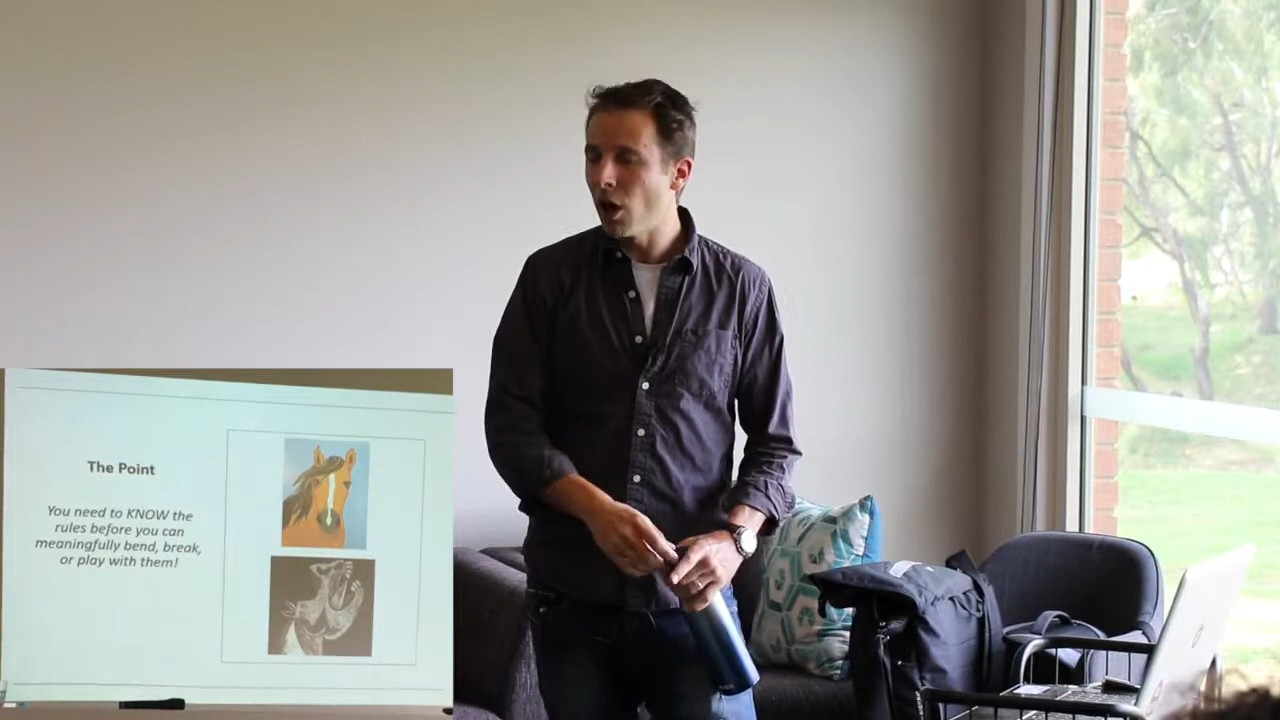 The Point
You need to KNOW the
rules before you can
meaningfully bend, break,
or play with them!